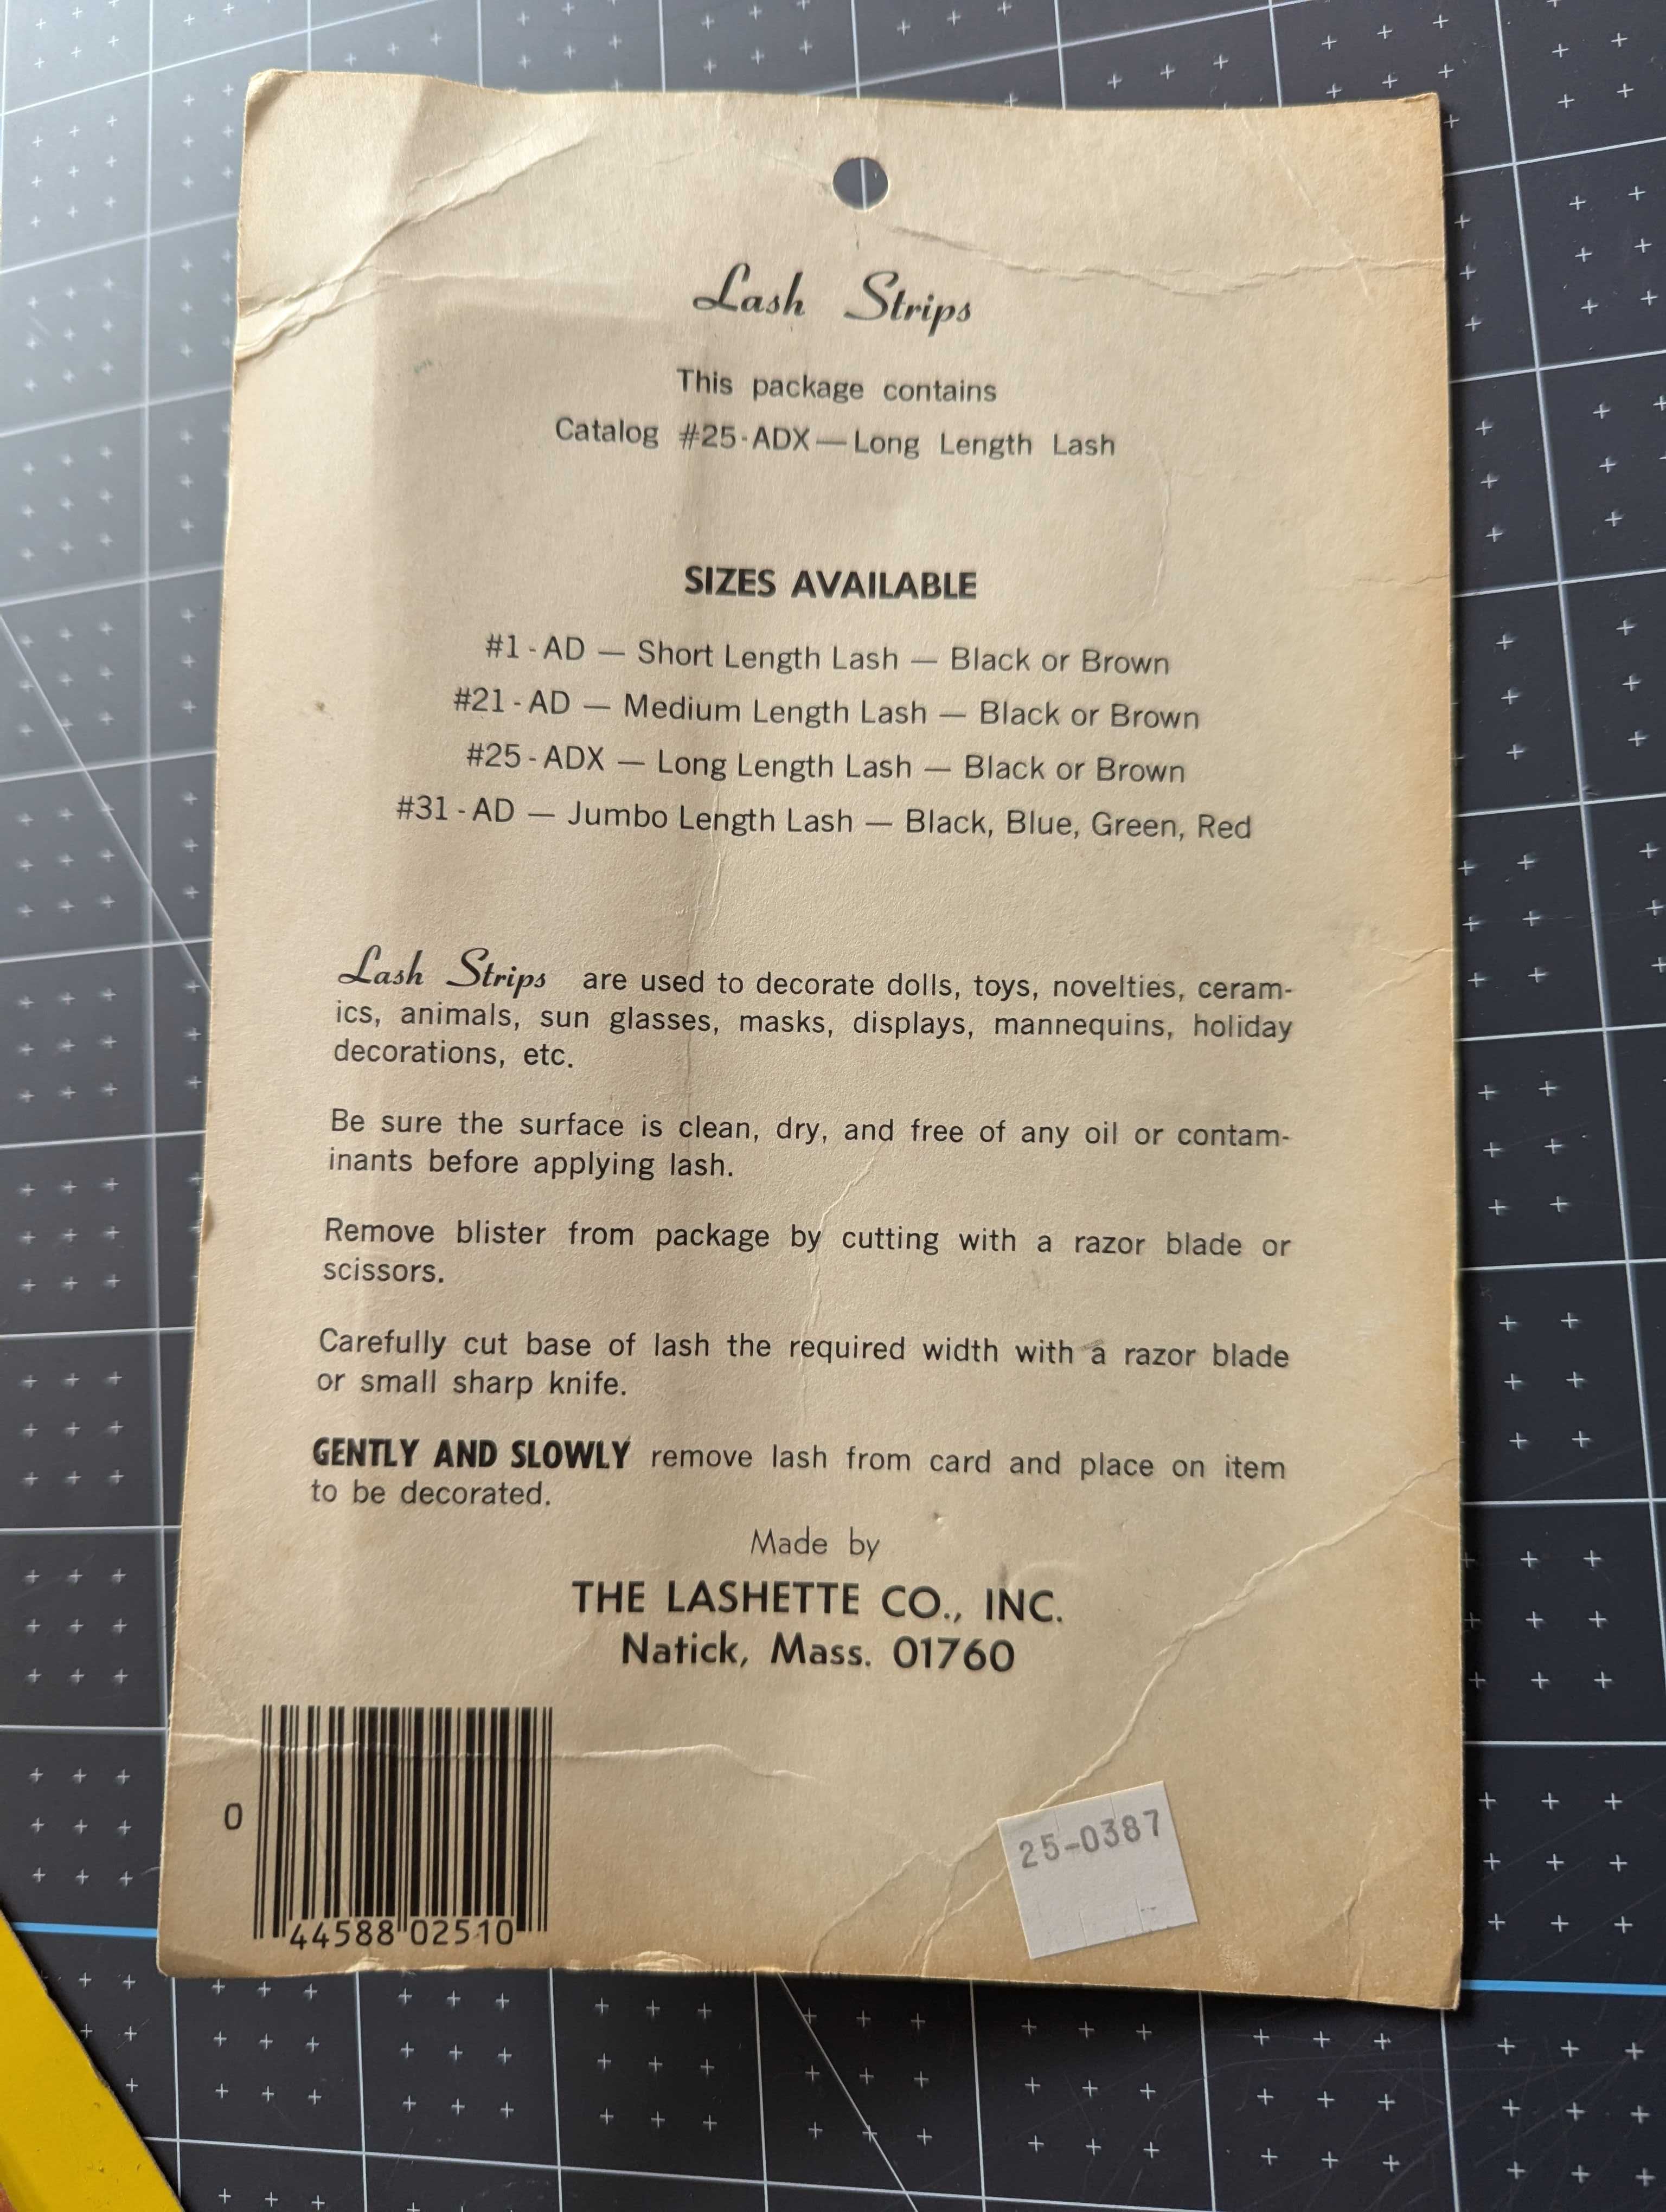 Lash Strips
This package contains
Catalog #25-ADX—Long Length Lash
SIZES AVAILABLE
#1 - AD — Short Length Lash — Black or Brown
#21 - AD — Medium Length Lash — Black or Brown
#25 - ADX — Long Length Lash — Black or Brown
#31 - AD — Jumbo Length Lash — Black, Blue, Green, Red
Lash Strips are used to decorate dolls, toys, novelties, ceram-
ics, animals, sun glasses, masks, displays, mannequins, holiday
decorations, etc.
Be sure the surface is clean, dry, and free of any oil or contam-
inants before applying lash.
Remove blister from package by cutting with a razor blade or
scissors.
Carefully cut base of lash the required width with a razor blade
or small sharp knife.
GENTLY AND SLOWLY remove lash from card and place on item
to be decorated.
Made by
THE LASHETTE CO., INC.
Natick, Mass. 01760
0 44588 02510
25-0387